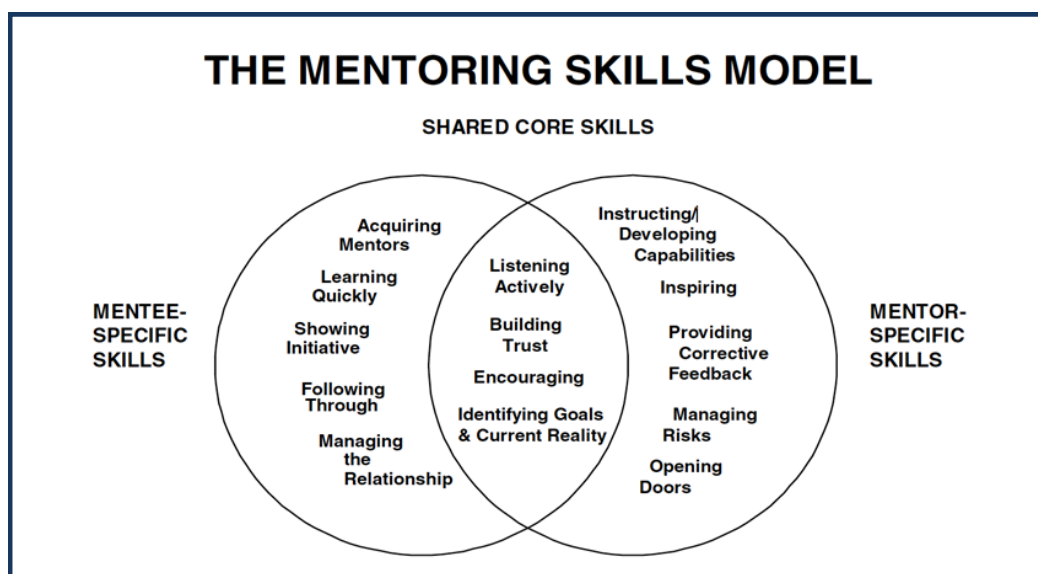 THE MENTORING SKILLS MODEL
SHARED CORE SKILLS
MENTEE-
SPECIFIC
SKILLS
Acquiring
Mentors
Learning
Quickly
Showing
Initiative
Following
Through
Managing
the
Relationship
Listening
Actively
Building
Trust
Encouraging
Identifying Goals
& Current Reality
Instructing/
Developing
Capabilities
Inspiring
Providing
Corrective
Feedback
Managing
Risks
Opening
Doors
MENTOR-
SPECIFIC
SKILLS